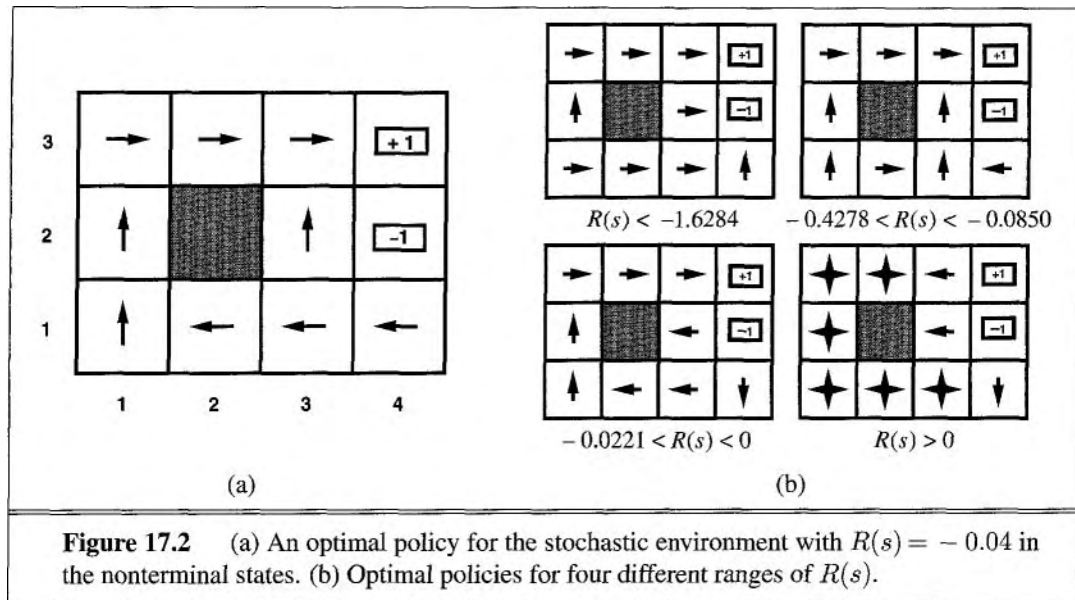 3
+1
2
-1
1
1 2 3 4
(a)
+1
-1
R(s) < -1.6284
+1
-1
- 0.4278 < R(s) < - 0.0850
+1
-1
- 0.0221 < R(s) < 0
+1
-1
R(s) > 0
(b)
Figure 17.2 (a) An optimal policy for the stochastic environment with R(s) = - 0.04 in
the nonterminal states. (b) Optimal policies for four different ranges of R(s).